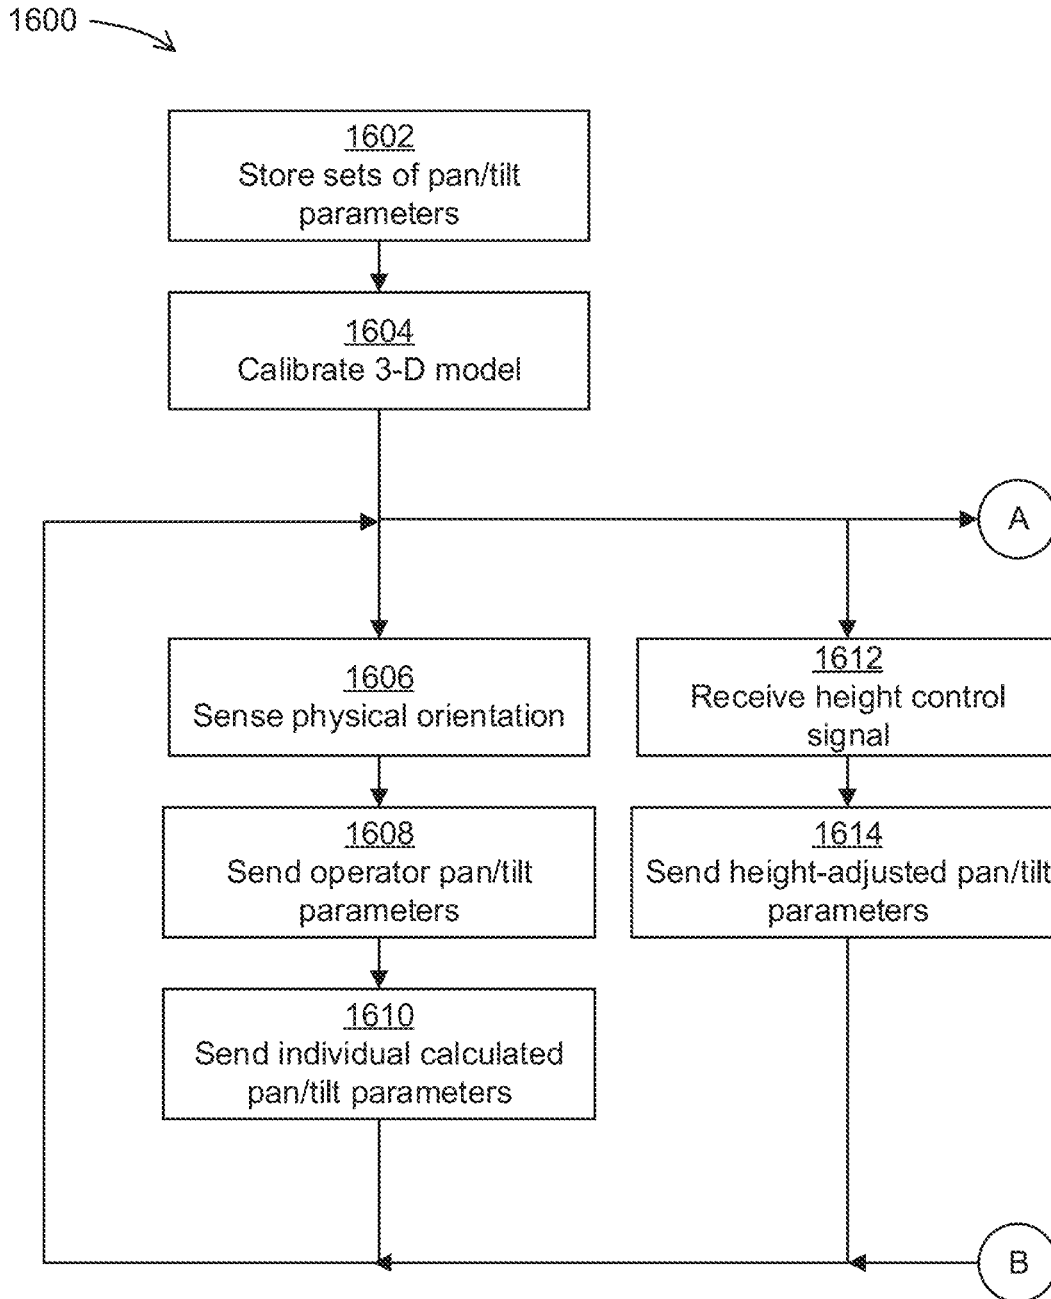 1600
1602
Store sets of pan/tilt
parameters
1604
Calibrate 3-D model
A
1606
Sense physical orientation
1612
Receive height control
signal
1608
Send operator pan/tilt
parameters
1614
Send height-adjusted pan/tilt
parameters
1610
Send individual calculated
pan/tilt parameters
B